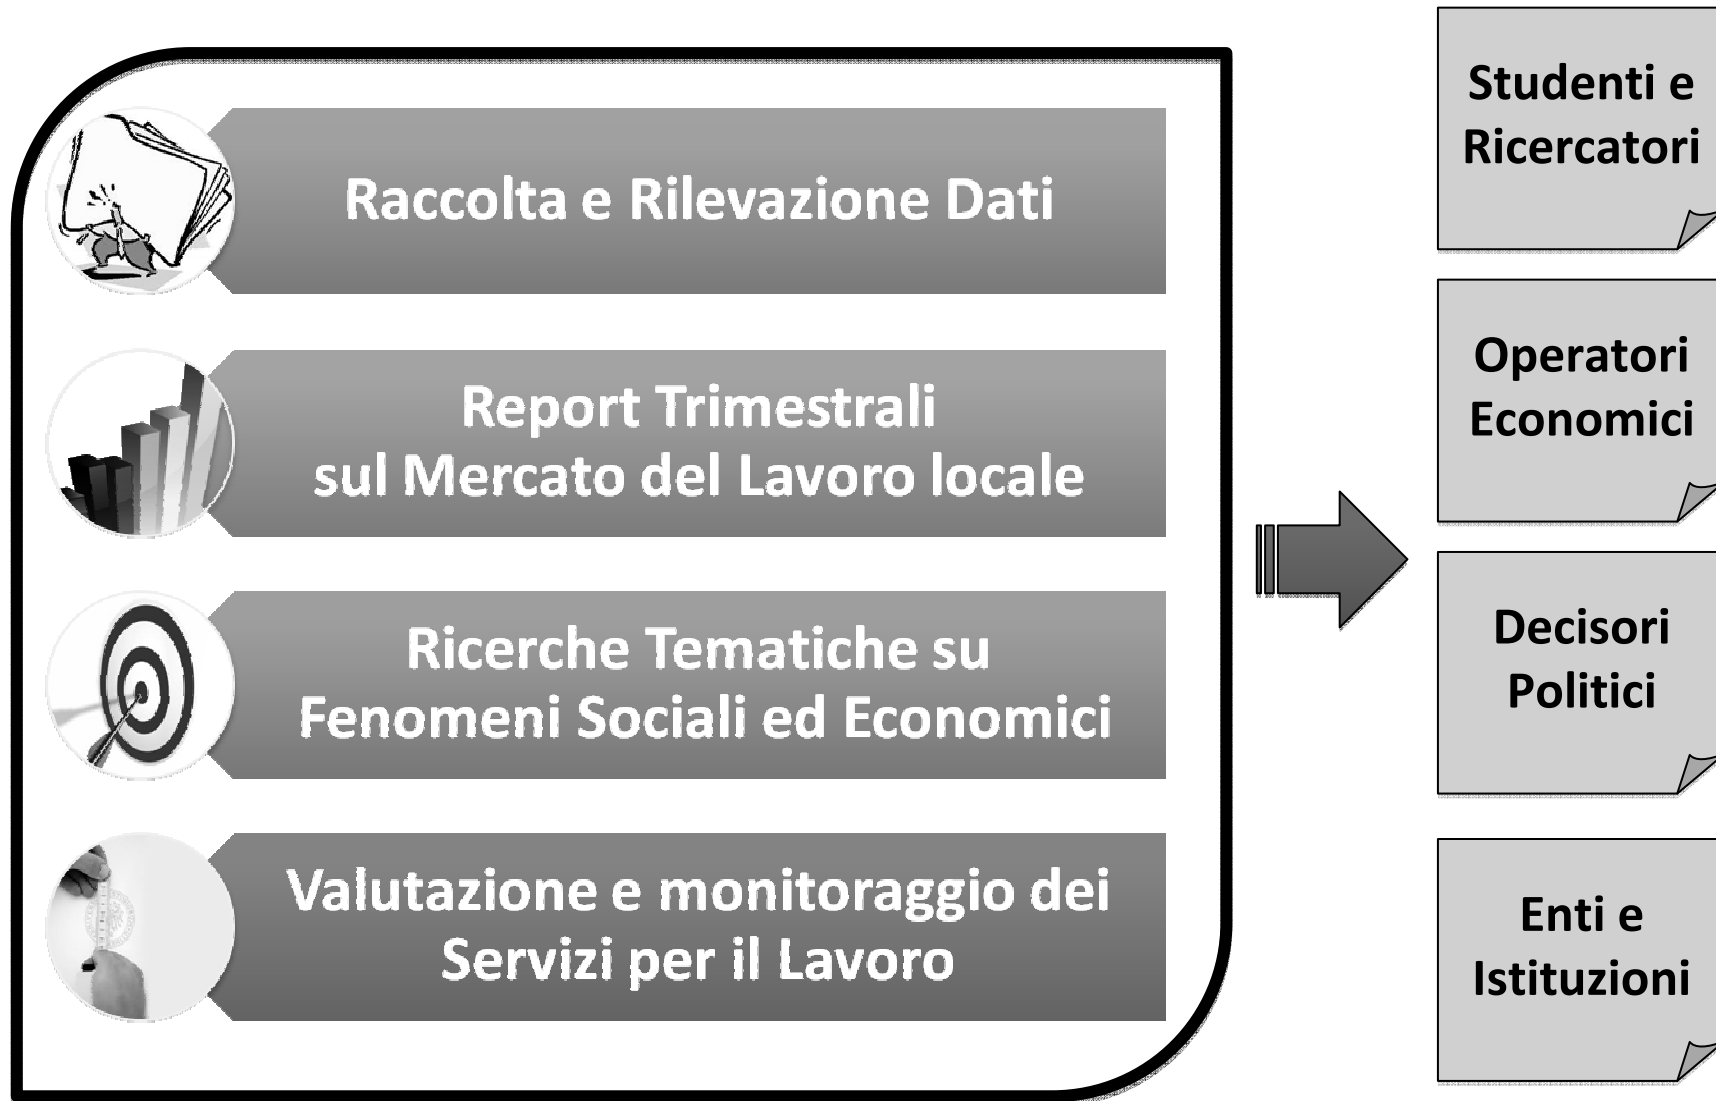 Raccolta e Rilevazione Dati
Report Trimestrali
sul Mercato del Lavoro locale
Ricerche Tematiche su
Fenomeni Sociali ed Economici
Valutazione e monitoraggio dei
Servizi per il Lavoro
Studenti e
Ricercatori
Operatori
Economici
Decisori
Politici
Enti e
Istituzioni